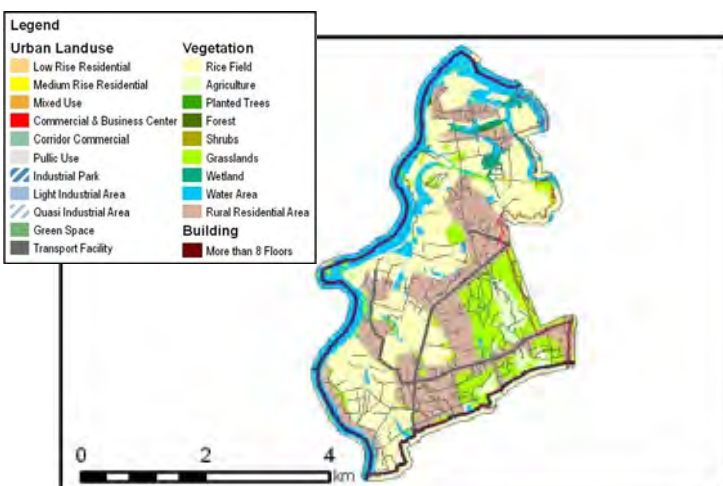 Legend
Urban Landuse
Low Rise Residential
Medium Rise Residential
Mixed Use
Commercial & Business Center
Corridor Commercial
Pullic Use
Industrial Park
Light Industrial Area
Quasi Industrial Area
Green Space
Transport Facility
Vegetation
Rice Field
Agriculture
Planted Trees
Forest
Shrubs
Grasslands
Wetland
Water Area
Rural Residential Area
Building
More than 8 Floors
0 2 4
km